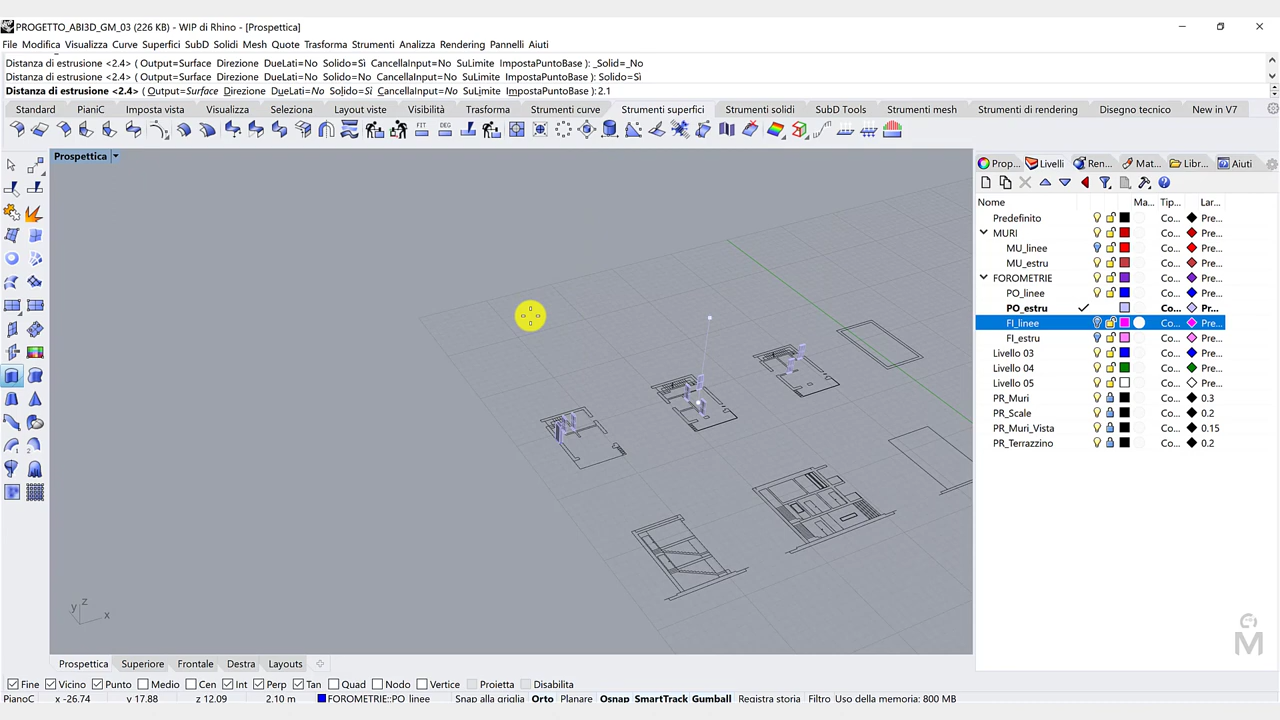 PROGETTO_ABI3D_GM_03 (226 KB) - WIP di Rhino - [Prospettica]
File Modifica Visualizza Curve Superfici SubD Solidi Mesh Quote Trasforma Strumenti Analizza Rendering Pannelli Aiuti
Distanza di estrusione <2.4> ( Output=Surface Direzione DueLati=No Solido=No CancellaInput=No SuLimite ImpostaPuntoBase ): _Solid=_No
Distanza di estrusione <2.4> ( Output=Surface Direzione DueLati=No Solido=No CancellaInput=No SuLimite ImpostaPuntoBase ): Solido=Sì
Distanza di estrusione <2.4> ( Output=Surface Direzione DueLati=No Solido=Sì CancellaInput=No SuLimite ImpostaPuntoBase ):2.1
Standard PianiC Imposta vista Visualizza Selezione Layout viste Visibilità Trasforma Strumenti curve Strumenti superfici Strumenti solidi SubD Tools Strumenti mesh Strumenti di rendering Disegno tecnico New in V7
FIT DEG
Prospettica
Prop... Livelli Ren... Mat... Libr... Aiuti
Nome Ma... Tip... Lar...
Predefinito Co... Pre...
MURI Co... Pre...
MU_linee Co... Pre...
MU_estru Co... Pre...
FOROMETRIE Co... Pre...
PO_linee Co... Pre...
PO_estru Co... Pr...
FI_linee Co... Pre...
FI_estru Co... Pre...
Livello 03 Co... Pre...
Livello 04 Co... Pre...
Livello 05 Co... Pre...
PR_Muri Co... 0.3
PR_Scale Co... 0.2
PR_Muri_Vista Co... 0.15
PR_Terrazzino Co... 0.2
z
y
x
GM
Prospettica Superiore Frontale Destra Layouts
Fine Vicino Punto Medio Cen Int Perp Tan Quad Nodo Vertice Proietta Disabilita
PianoC x -26.74 y 17.88 z 12.09 2.10 m FOROMETRIE::PO_linee Snap alla griglia Orto Planare Osnap SmartTrack Gumball Registra storia Filtro Uso della memoria: 800 MB